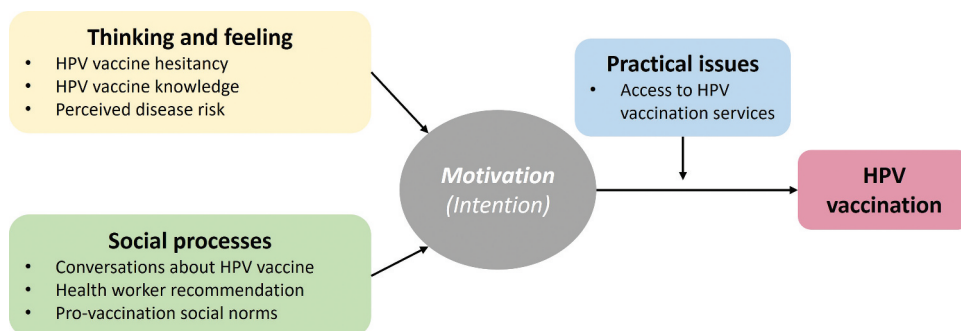 Thinking and feeling
• HPV vaccine hesitancy
• HPV vaccine knowledge
• Perceived disease risk
Social processes
• Conversations about HPV vaccine
• Health worker recommendation
• Pro-vaccination social norms
Motivation
(Intention)
Practical issues
• Access to HPV
vaccination services
HPV
vaccination